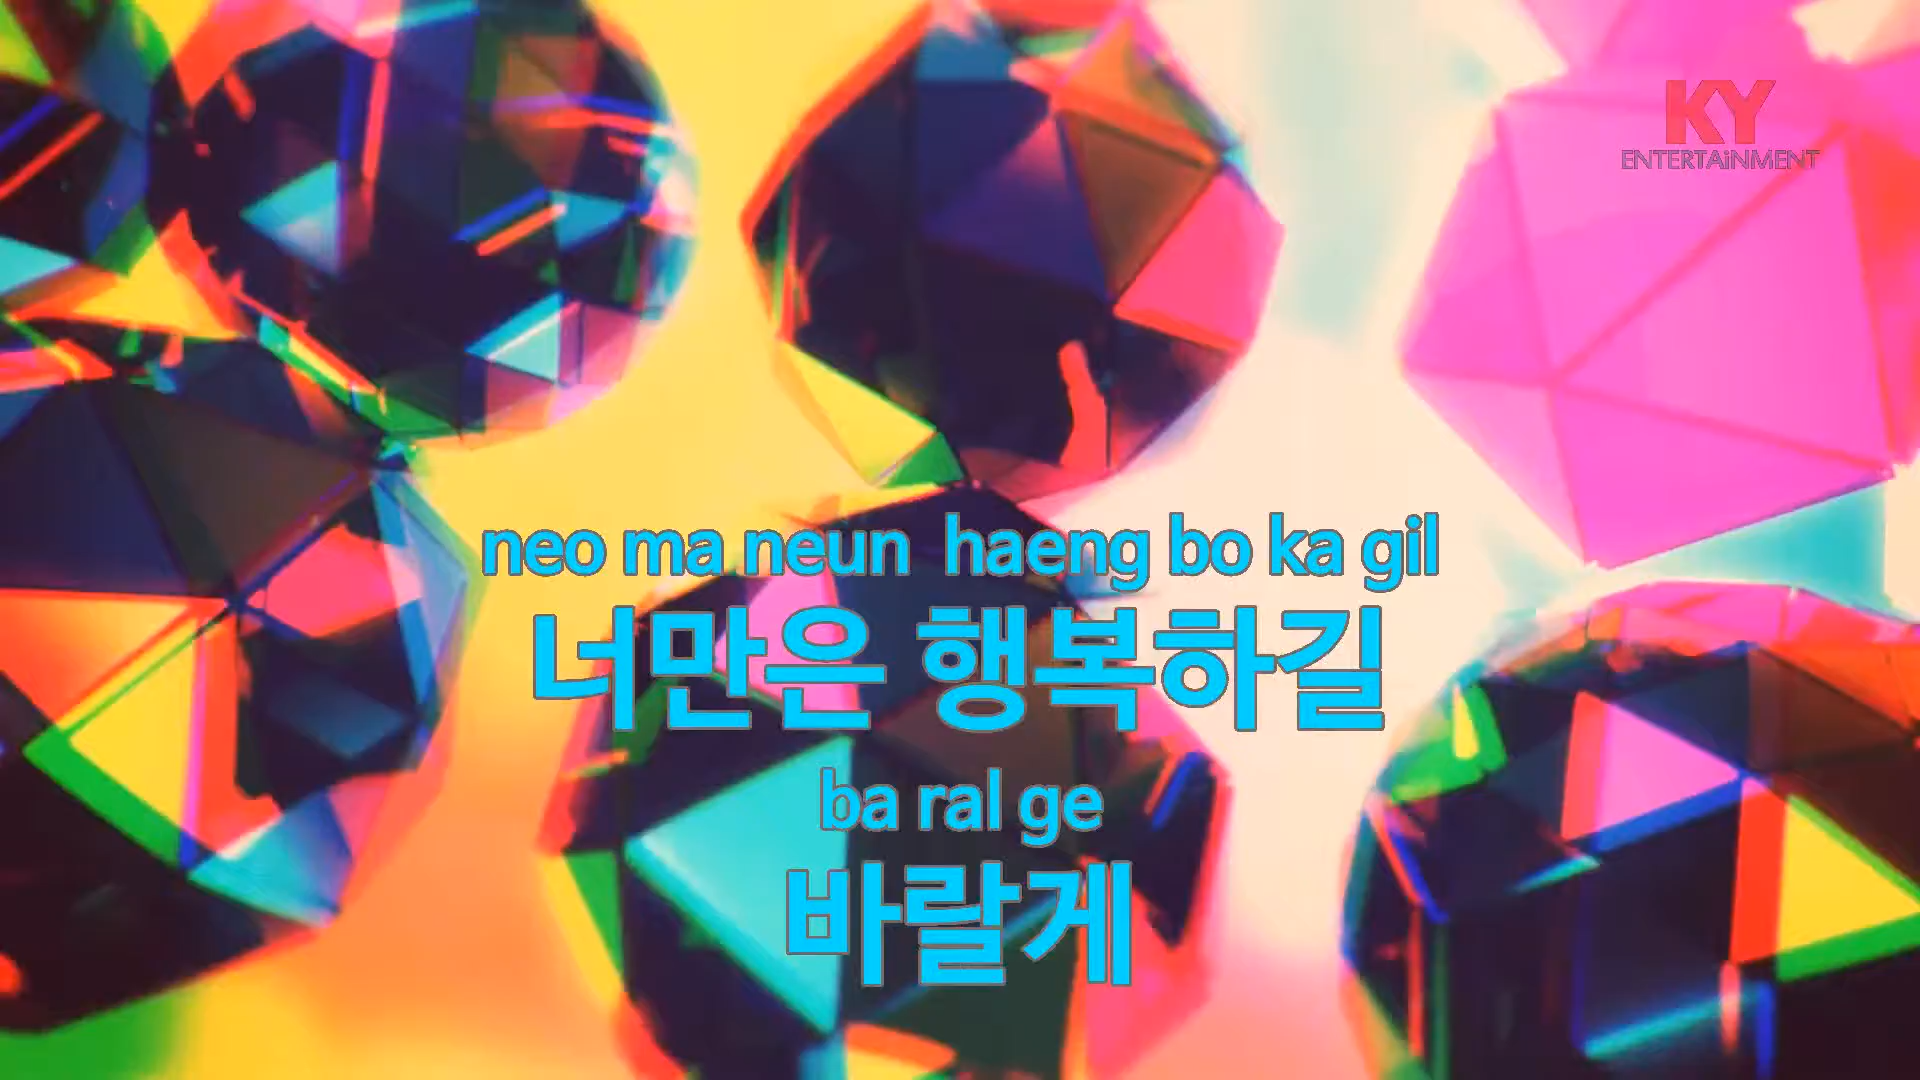 KY
ENTERTAiNMENT
neo ma neun haeng bo ka gil
너만은 행복하길
ba ral ge
바랄게